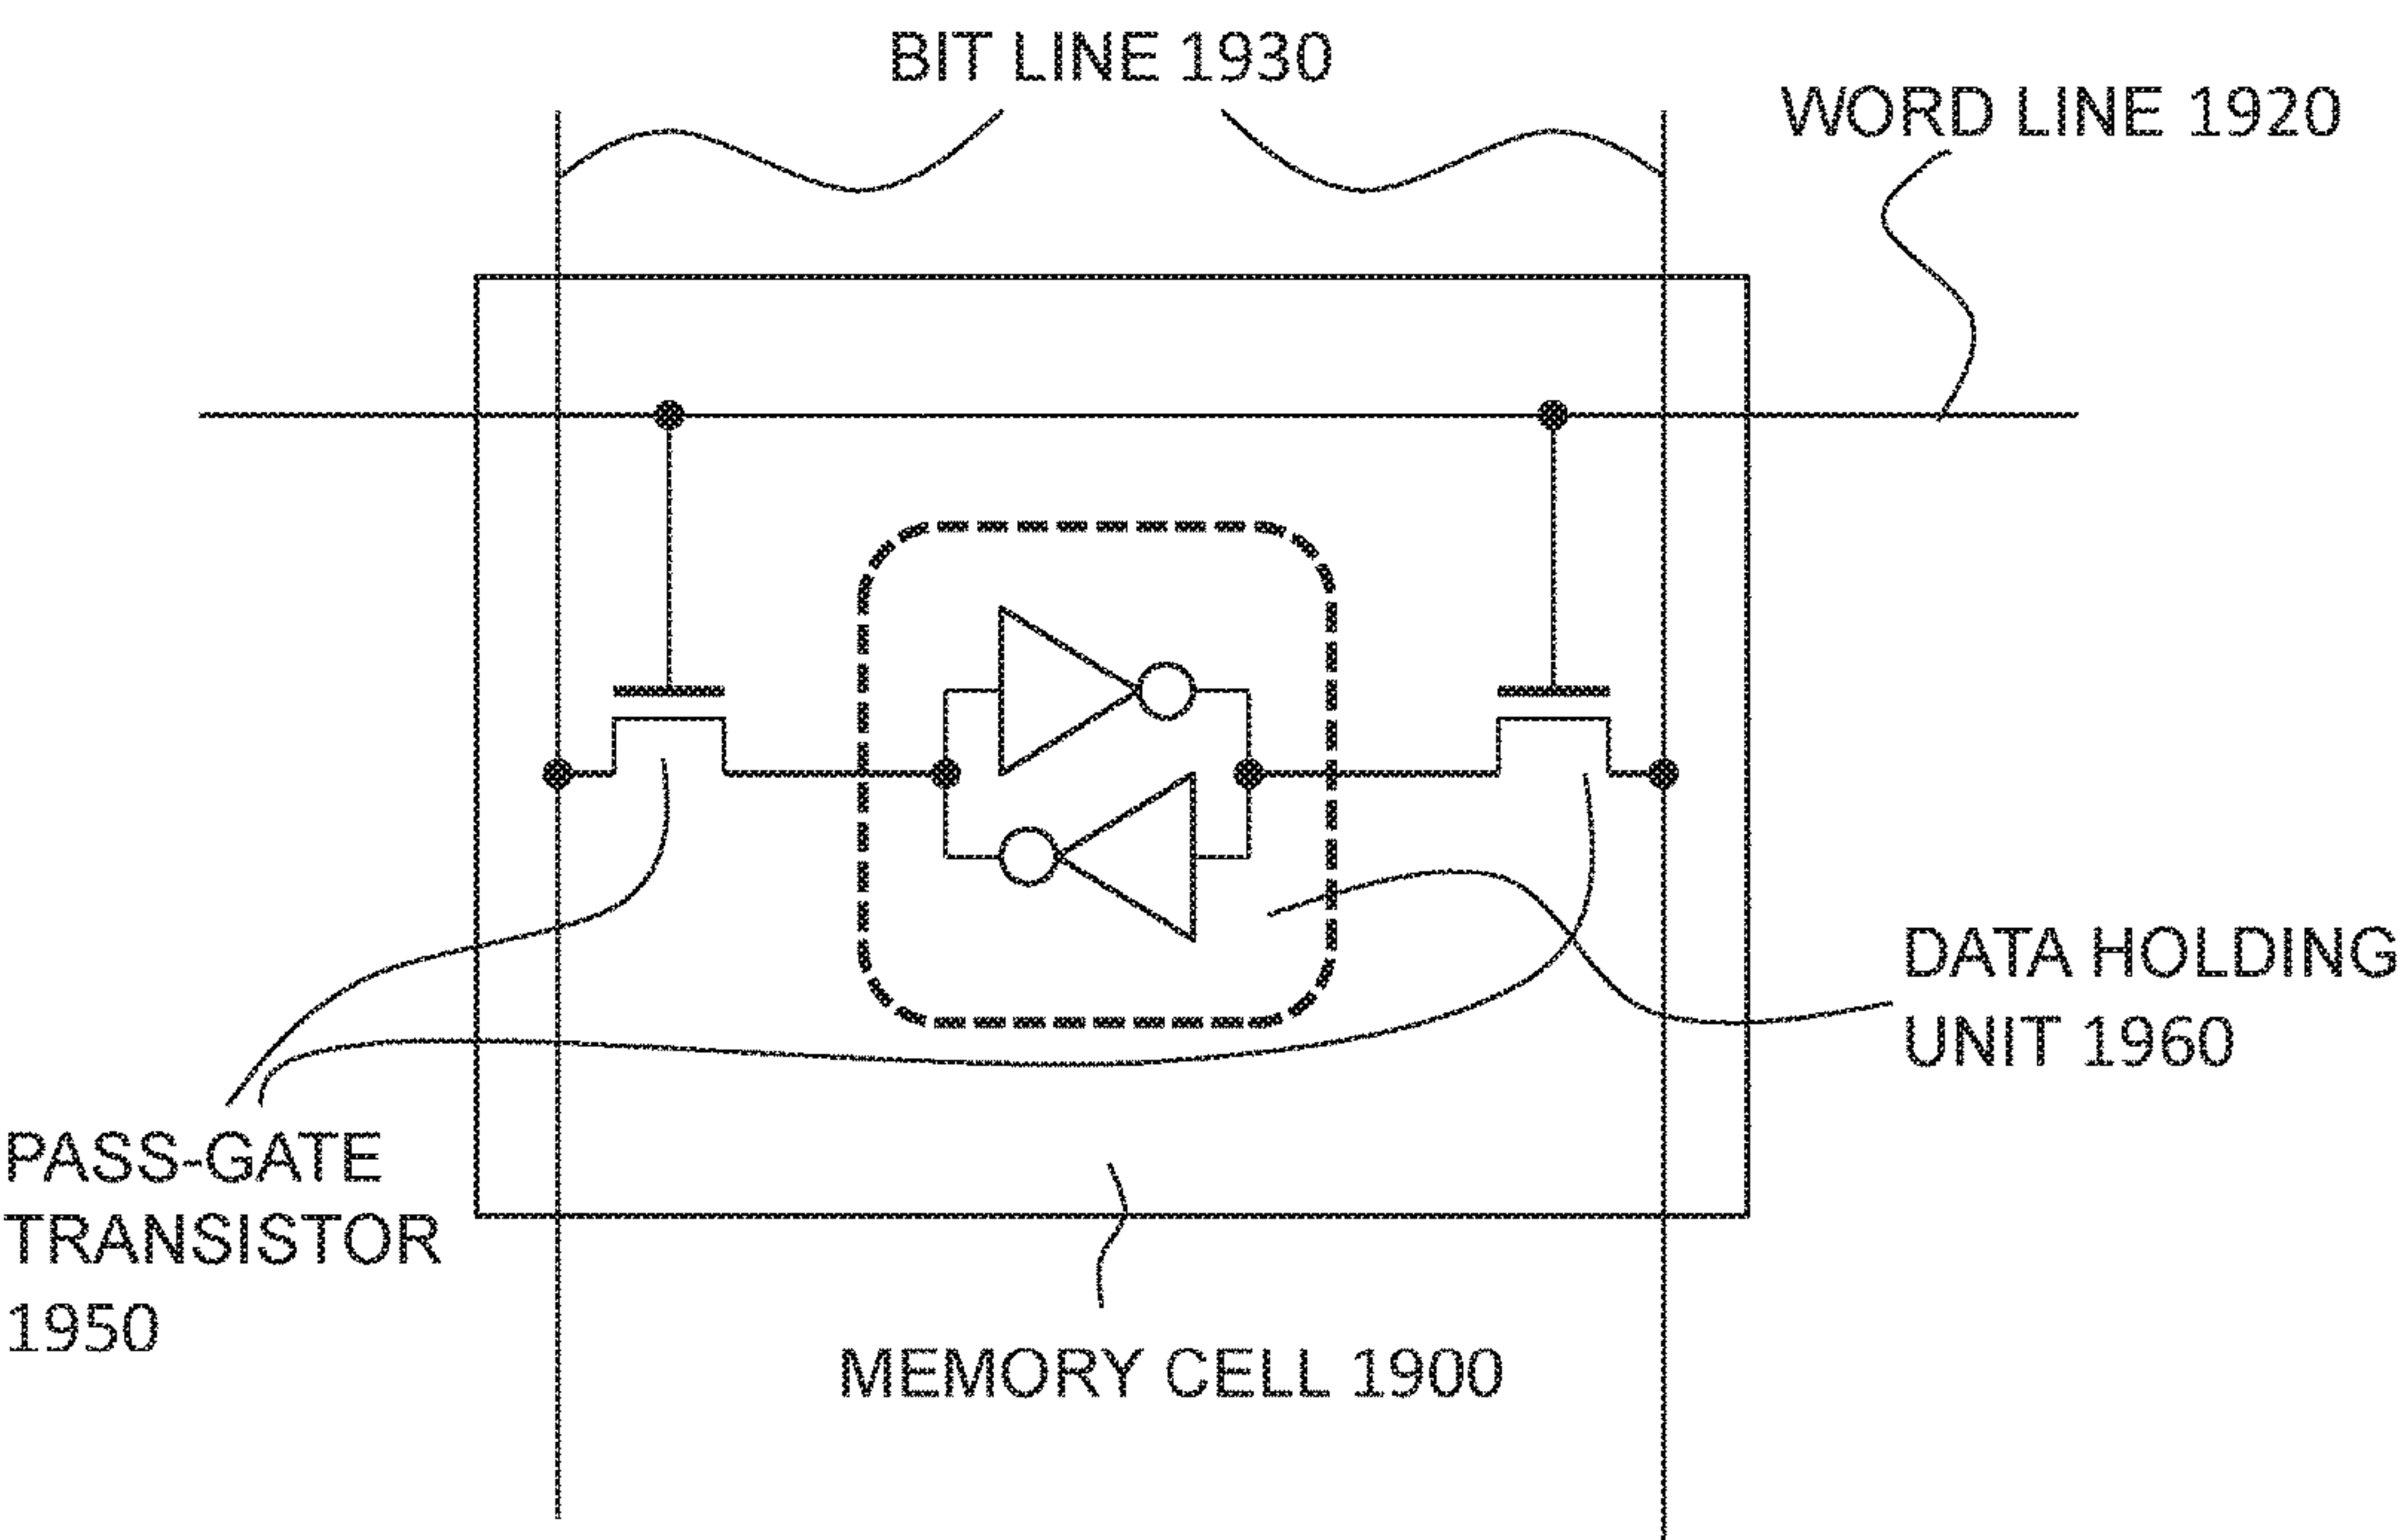 BIT LINE 1930
WORD LINE 1920
DATA HOLDING
UNIT 1960
PASS-GATE
TRANSISTOR
1950
MEMORY CELL 1900